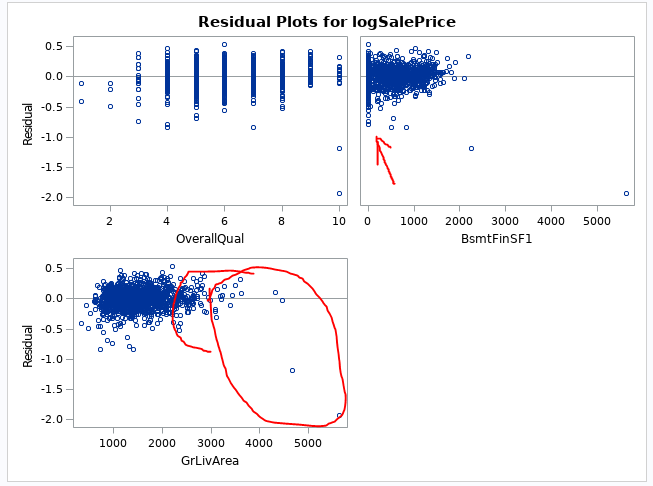 Residual Plots for logSalePrice
0.5
0.0
-0.5
-1.0
-1.5
-2.0
Residual
2 4 6 8 10
OverallQual
0 1000 2000 3000 4000 5000
BsmtFinSF1
0.5
0.0
-0.5
-1.0
-1.5
-2.0
Residual
1000 2000 3000 4000 5000
GrLivArea